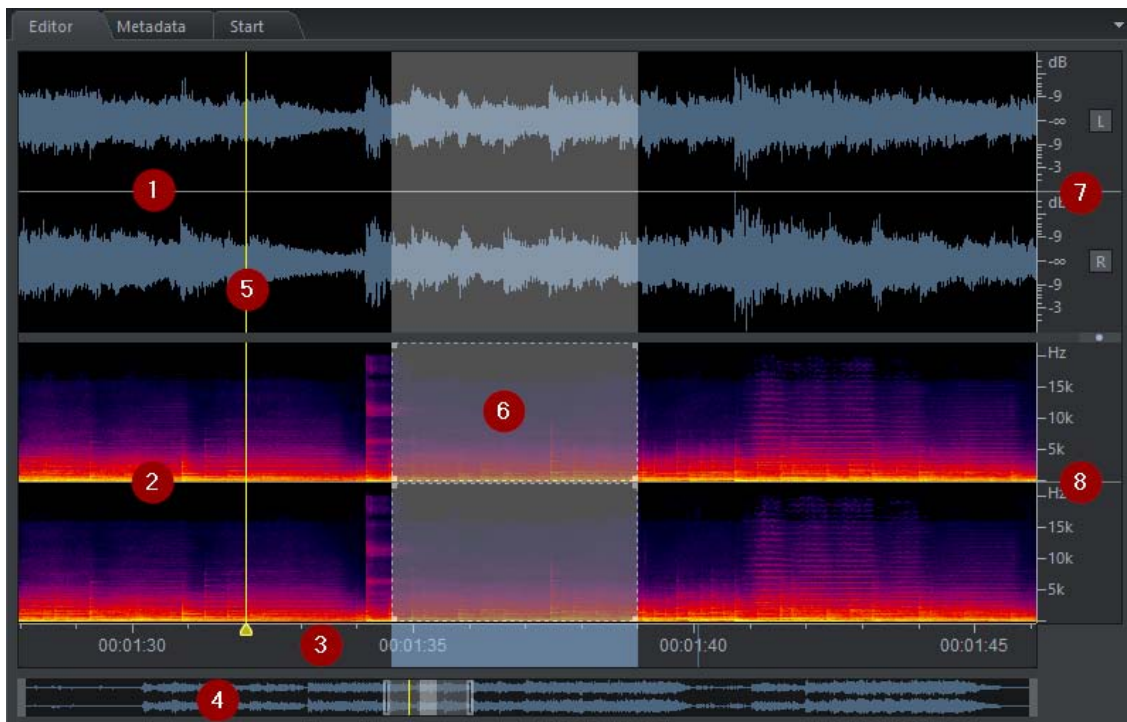 Editor Metadata Start
dB
-9
-∞
-9
-3
L
1
7
dB
-9
-∞
-9
-3
R
5
Hz
15k
10k
5k
6
2
8
Hz
15k
10k
5k
00:01:30 3 00:01:35 00:01:40 00:01:45
4